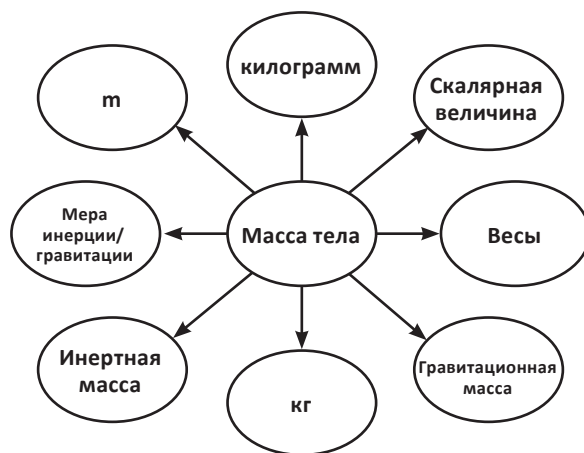 килограмм
m
Скалярная
величина
Мера
инерции/
гравитации
Масса тела
Весы
Инертная
масса
кг
Гравитационная
масса